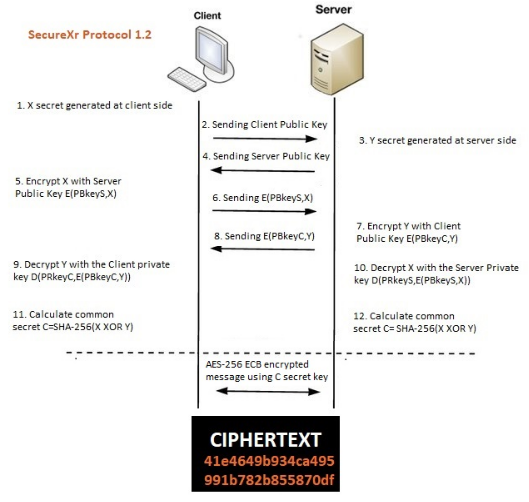 Client
Server
SecureXr Protocol 1.2
1. X secret generated at client side
2. Sending Client Public Key
3. Y secret generated at server side
4. Sending Server Public Key
5. Encrypt X with Server
Public Key E(PBkeyS,X)
6. Sending E(PBkeyS,X)
7. Encrypt Y with Client
Public Key E(PBkeyC,Y)
8. Sending E(PBkeyC,Y)
9. Decrypt Y with the Client private
key D(PRkeyC,E(PBkeyC,Y))
10. Decrypt X with the Server Private
key D(PRkeyS,E(PBkeyS,X))
11. Calculate common
secret C=SHA-256(X XOR Y)
12. Calculate common
secret C= SHA-256(X XOR Y)
AES-256 ECB encrypted
message using C secret key
CIPHERTEXT
41e4649b934ca495
991b782b855870df